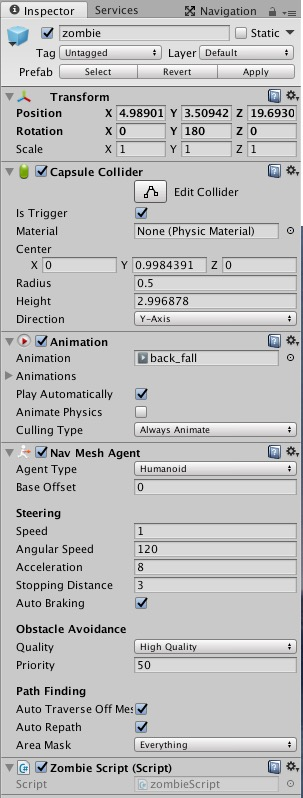 Inspector Services Navigation
zombie Static
Tag Untagged Layer Default
Prefab Select Revert Apply
Transform
Position X 4.98901 Y 3.50942 Z 19.6930
Rotation X 0 Y 180 Z 0
Scale X 1 Y 1 Z 1
Capsule Collider
Edit Collider
Is Trigger
Material None (Physic Material)
Center
X 0 Y 0.9984391 Z 0
Radius 0.5
Height 2.996878
Direction Y-Axis
Animation
Animation back_fall
Animations
Play Automatically
Animate Physics
Culling Type Always Animate
Nav Mesh Agent
Agent Type Humanoid
Base Offset 0
Steering
Speed 1
Angular Speed 120
Acceleration 8
Stopping Distance 3
Auto Braking
Obstacle Avoidance
Quality High Quality
Priority 50
Path Finding
Auto Traverse Off Mes
Auto Repath
Area Mask Everything
Zombie Script (Script)
Script zombieScript